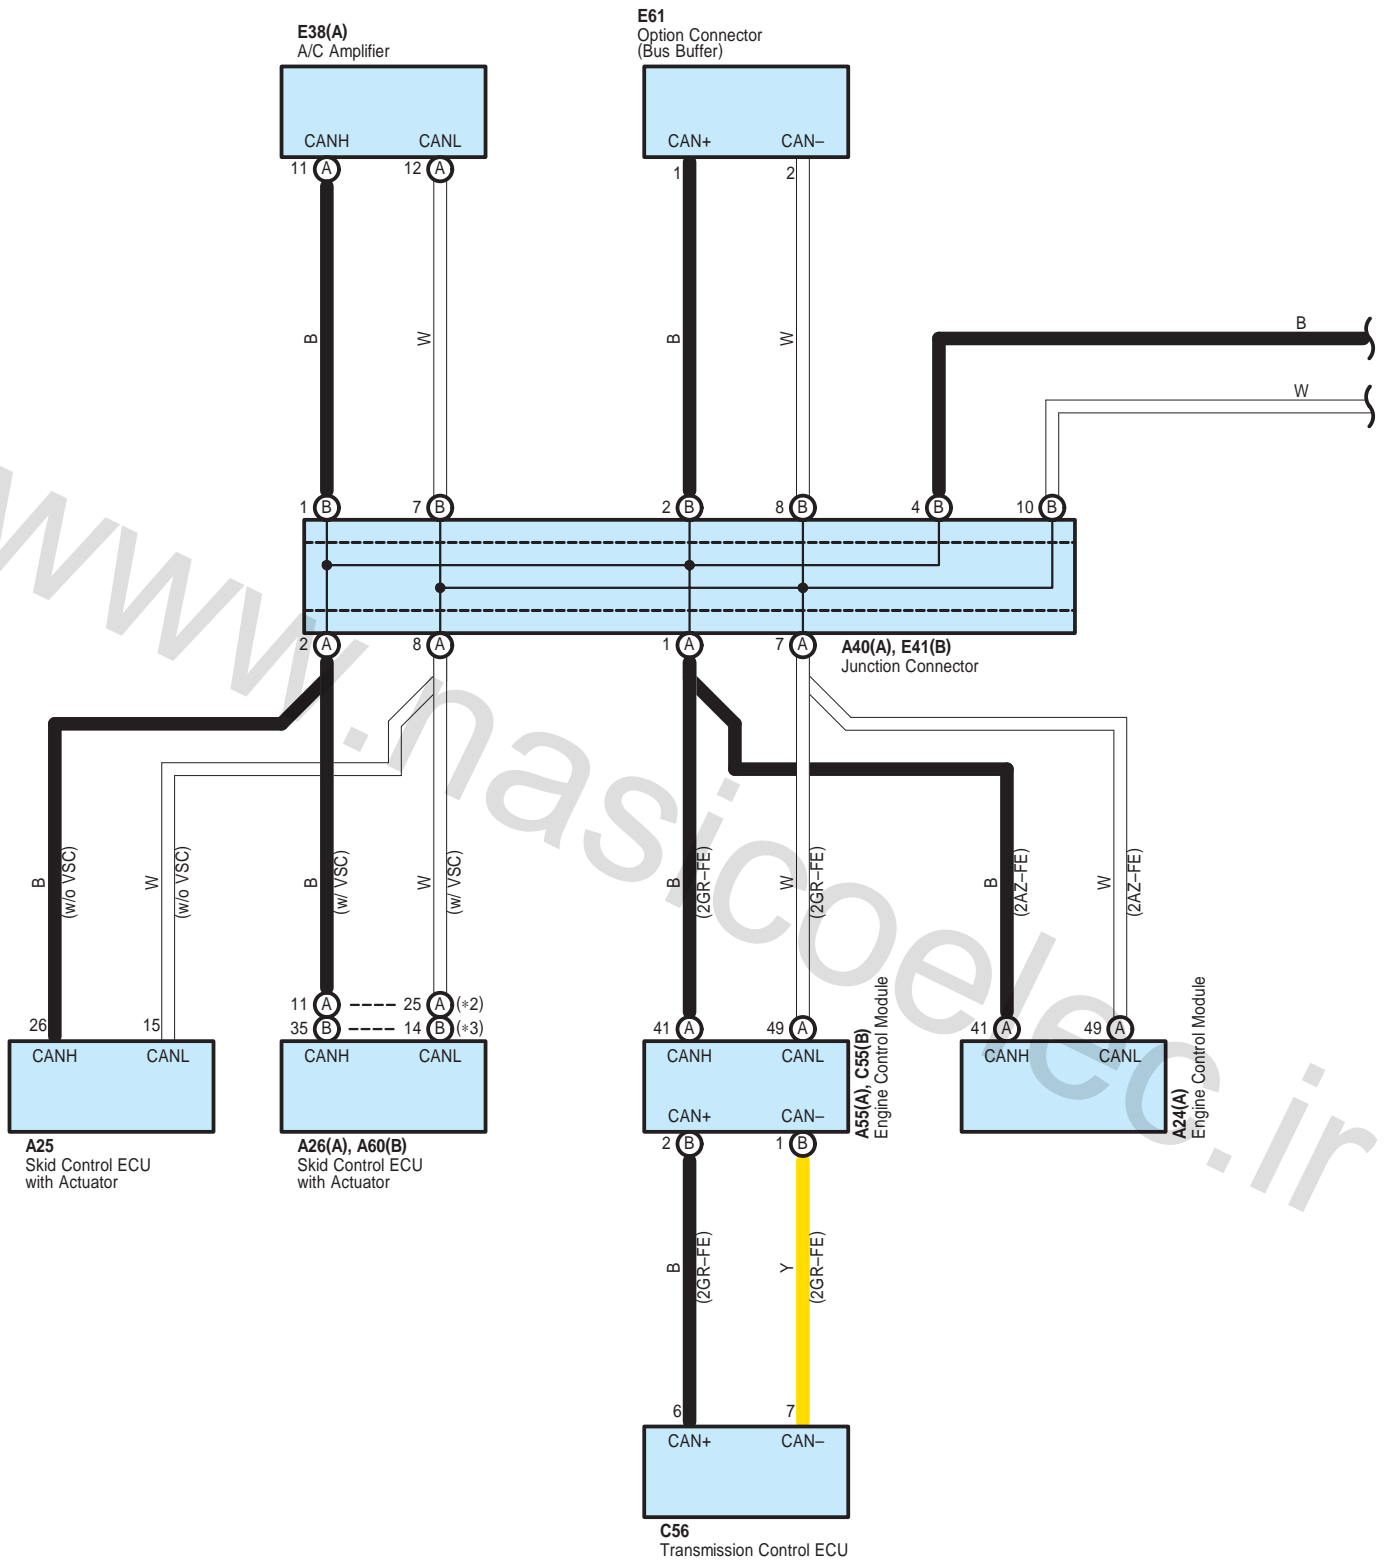 E38(A)
A/C Amplifier
E61
Option Connector
(Bus Buffer)
CANH CANL
CAN+ CAN–
11 A 12 A
1 2
B W B W
B
W
1 B 7 B 2 B 8 B 4 B 10 B
2 A 8 A 1 A 7 A
A40(A), E41(B)
Junction Connector
B (w/o VSC) W (w/o VSC) B (w/ VSC) W (w/ VSC) B (2GR–FE) W (2GR–FE) B (2AZ–FE) W (2AZ–FE)
11 A 25 A (*2)
35 B 14 B (*3)
26 15
41 A 49 A
41 A 49 A
CANH CANL
CANH CANL
CANH CANL
CANH CANL
CAN+ CAN–
A55(A), C55(B)
Engine Control Module
A24(A)
Engine Control Module
2 B 1 B
A25
Skid Control ECU
with Actuator
A26(A), A60(B)
Skid Control ECU
with Actuator
B (2GR–FE) Y (2GR–FE)
6 7
CAN+ CAN–
C56
Transmission Control ECU
www.nasicoelec.ir